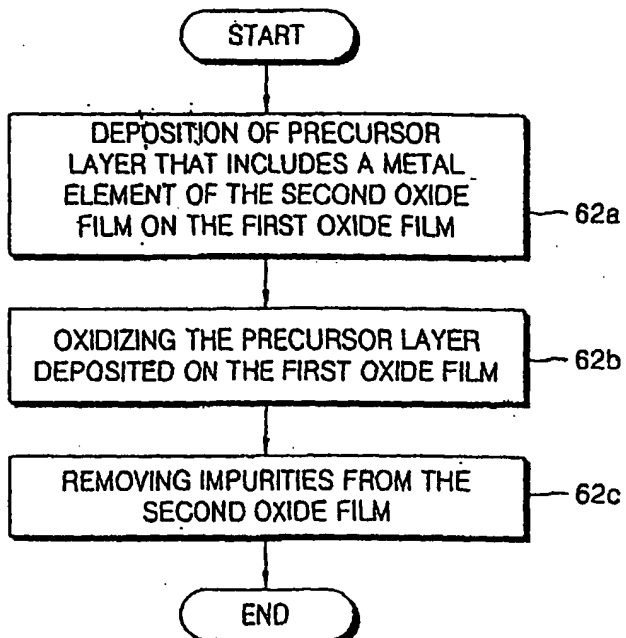 START
DEPOSITION OF PRECURSOR
LAYER THAT INCLUDES A METAL
ELEMENT OF THE SECOND OXIDE
FILM ON THE FIRST OXIDE FILM
62a
OXIDIZING THE PRECURSOR LAYER
DEPOSITED ON THE FIRST OXIDE FILM
62b
REMOVING IMPURITIES FROM THE
SECOND OXIDE FILM
62c
END